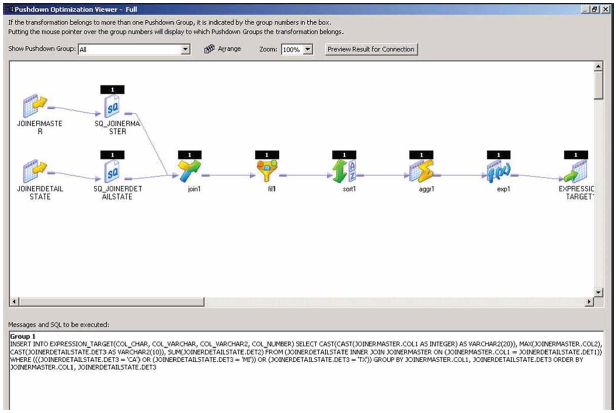 Pushdown Optimization Viewer - Full
If the transformation belongs to more than one Pushdown Group, it is indicated by the group numbers in the box.
Putting the mouse pointer over the group numbers will display to which Pushdown Groups the transformation belongs.
Show Pushdown Group: All Arrange Zoom: 100% Preview Result for Connection
1
SQ
JOINERMASTE
R
SQ_JOINERMA
STER
1 1 1 1 1 1 1
SQ
JOINERDETAIL
STATE
SQ_JOINERDET
AILSTATE
join1
fil1
sort1
aggr1
exp1
EXPRESSION_
TARGET1
Messages and SQL to be executed:
Group 1
INSERT INTO EXPRESSION_TARGET(COL_CHAR, COL_VARCHAR, COL_VARCHAR2, COL_NUMBER) SELECT CAST(CAST(JOINERMASTER.COL1 AS INTEGER) AS VARCHAR2(20)), MAX(JOINERMASTER.COL2),
CAST(JOINERDETAILSTATE.DET3 AS VARCHAR2(10)), SUM(JOINERDETAILSTATE.DET2) FROM (JOINERDETAILSTATE INNER JOIN JOINERMASTER ON (JOINERMASTER.COL1 = JOINERDETAILSTATE.DET1))
WHERE (((JOINERDETAILSTATE.DET3 = 'CA') OR (JOINERDETAILSTATE.DET3 = 'MI')) OR (JOINERDETAILSTATE.DET3 = 'TX')) GROUP BY JOINERMASTER.COL1, JOINERDETAILSTATE.DET3 ORDER BY
JOINERMASTER.COL1, JOINERDETAILSTATE.DET3